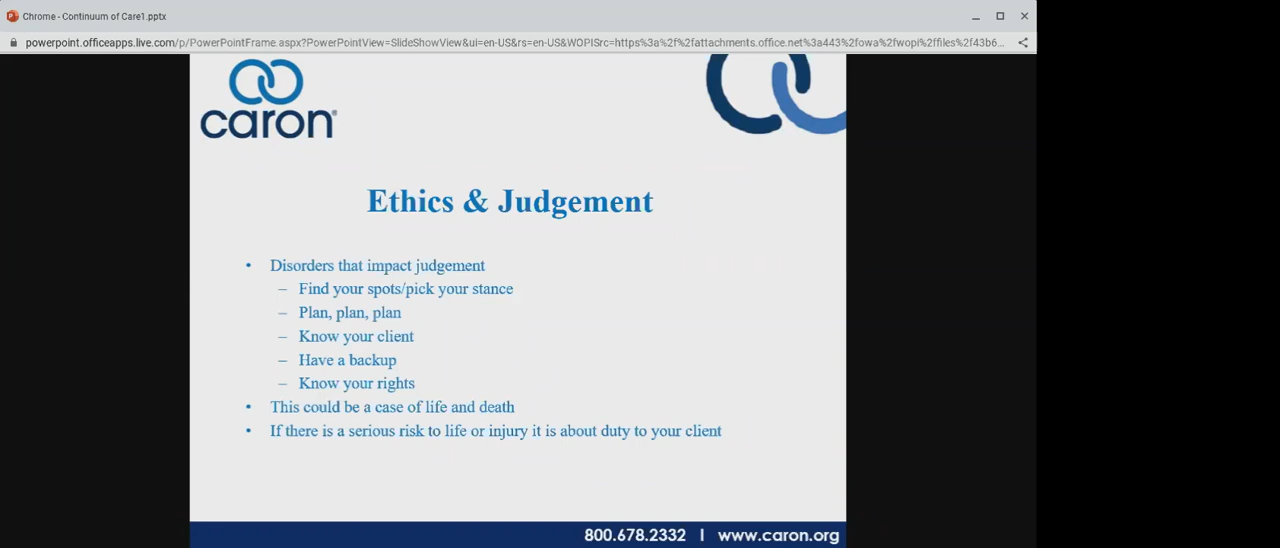 Chrome - Continuum of Care1.pptx
powerpoint.officeapps.live.com/p/PowerPointFrame.aspx?PowerPointView=SlideShowView&ui=en-US&rs=en-US&WOPISrc=https%3a%2f%2fattachments.office.net%3a443%2fowa%2fwopi%2ffiles%2f43b6...
caron®
Ethics & Judgement
• Disorders that impact judgement
– Find your spots/pick your stance
– Plan, plan, plan
– Know your client
– Have a backup
– Know your rights
• This could be a case of life and death
• If there is a serious risk to life or injury it is about duty to your client
800.678.2332 | www.caron.org